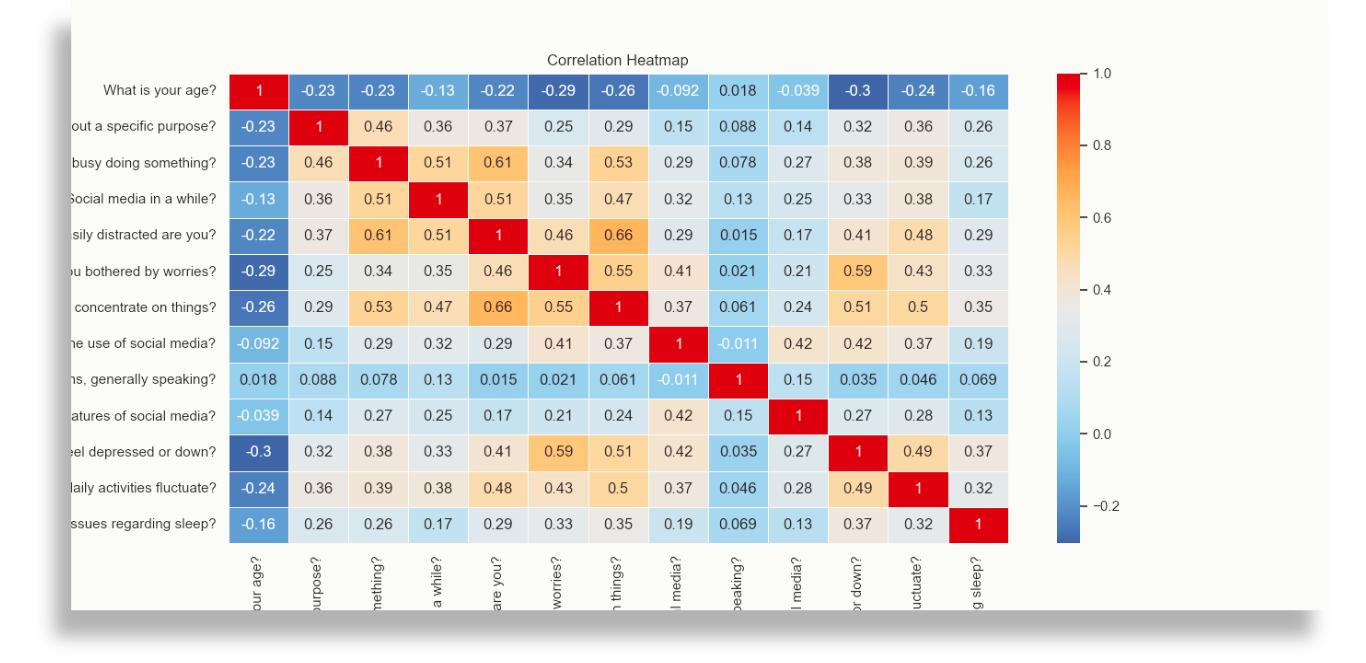 Correlation Heatmap
What is your age? 1 -0.23 -0.23 -0.13 -0.22 -0.29 -0.26 -0.092 0.018 -0.039 -0.3 -0.24 -0.16
out a specific purpose? -0.23 1 0.46 0.36 0.37 0.25 0.29 0.15 0.088 0.14 0.32 0.36 0.26
busy doing something? -0.23 0.46 1 0.51 0.61 0.34 0.53 0.29 0.078 0.27 0.38 0.39 0.26
Social media in a while? -0.13 0.36 0.51 1 0.51 0.35 0.47 0.32 0.13 0.25 0.33 0.38 0.17
sily distracted are you? -0.22 0.37 0.61 0.51 1 0.46 0.66 0.29 0.015 0.17 0.41 0.48 0.29
u bothered by worries? -0.29 0.25 0.34 0.35 0.46 1 0.55 0.41 0.021 0.21 0.59 0.43 0.33
concentrate on things? -0.26 0.29 0.53 0.47 0.66 0.55 1 0.37 0.061 0.24 0.51 0.5 0.35
he use of social media? -0.092 0.15 0.29 0.32 0.29 0.41 0.37 1 -0.011 0.42 0.42 0.37 0.19
ns, generally speaking? 0.018 0.088 0.078 0.13 0.015 0.021 0.061 -0.011 1 0.15 0.035 0.046 0.069
atures of social media? -0.039 0.14 0.27 0.25 0.17 0.21 0.24 0.42 0.15 1 0.27 0.28 0.13
eel depressed or down? -0.3 0.32 0.38 0.33 0.41 0.59 0.51 0.42 0.035 0.27 1 0.49 0.37
daily activities fluctuate? -0.24 0.36 0.39 0.38 0.48 0.43 0.5 0.37 0.046 0.28 0.49 1 0.32
ssues regarding sleep? -0.16 0.26 0.26 0.17 0.29 0.33 0.35 0.19 0.069 0.13 0.37 0.32 1
our age?
urpose?
mething?
a while?
are you?
worries?
n things?
l media?
peaking?
l media?
or down?
uctuate?
g sleep?
1.0
0.8
0.6
0.4
0.2
0.0
−0.2